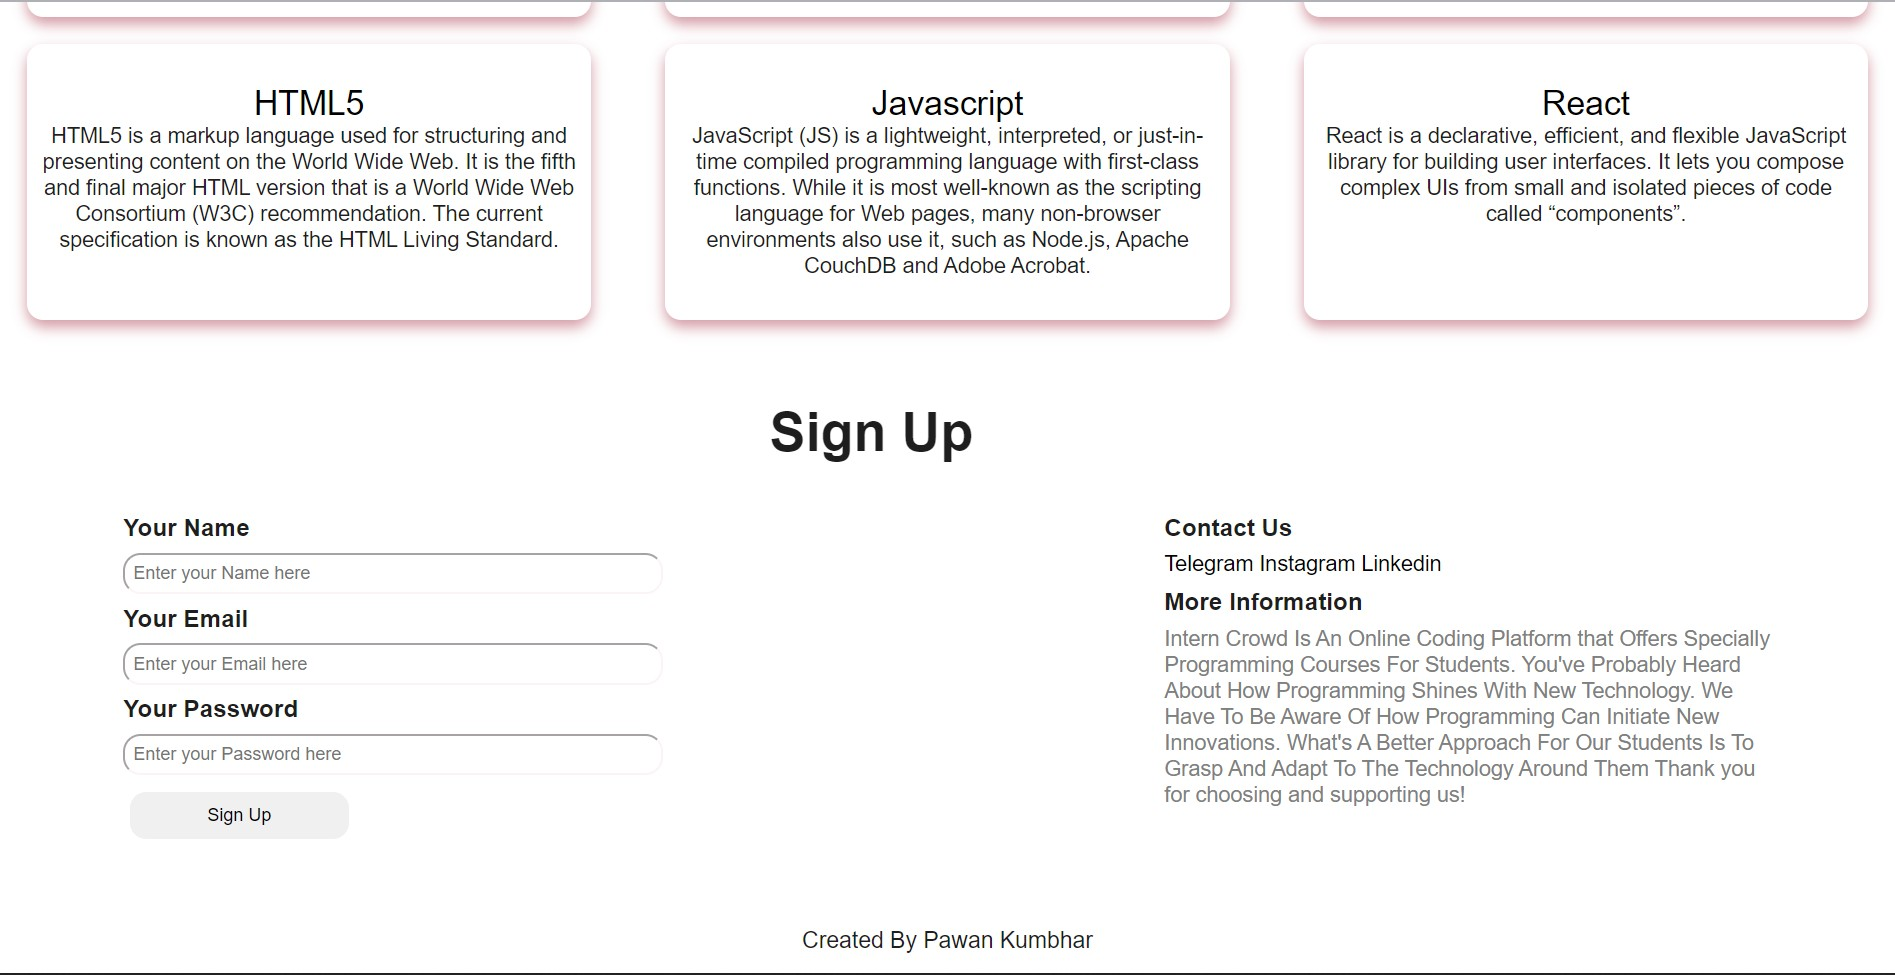 HTML5
HTML5 is a markup language used for structuring and
presenting content on the World Wide Web. It is the fifth
and final major HTML version that is a World Wide Web
Consortium (W3C) recommendation. The current
specification is known as the HTML Living Standard.
Javascript
JavaScript (JS) is a lightweight, interpreted, or just-in-
time compiled programming language with first-class
functions. While it is most well-known as the scripting
language for Web pages, many non-browser
environments also use it, such as Node.js, Apache
CouchDB and Adobe Acrobat.
React
React is a declarative, efficient, and flexible JavaScript
library for building user interfaces. It lets you compose
complex UIs from small and isolated pieces of code
called “components”.
Sign Up
Your Name
Enter your Name here
Your Email
Enter your Email here
Your Password
Enter your Password here
Sign Up
Contact Us
Telegram Instagram Linkedin
More Information
Intern Crowd Is An Online Coding Platform that Offers Specially
Programming Courses For Students. You've Probably Heard
About How Programming Shines With New Technology. We
Have To Be Aware Of How Programming Can Initiate New
Innovations. What's A Better Approach For Our Students Is To
Grasp And Adapt To The Technology Around Them Thank you
for choosing and supporting us!
Created By Pawan Kumbhar